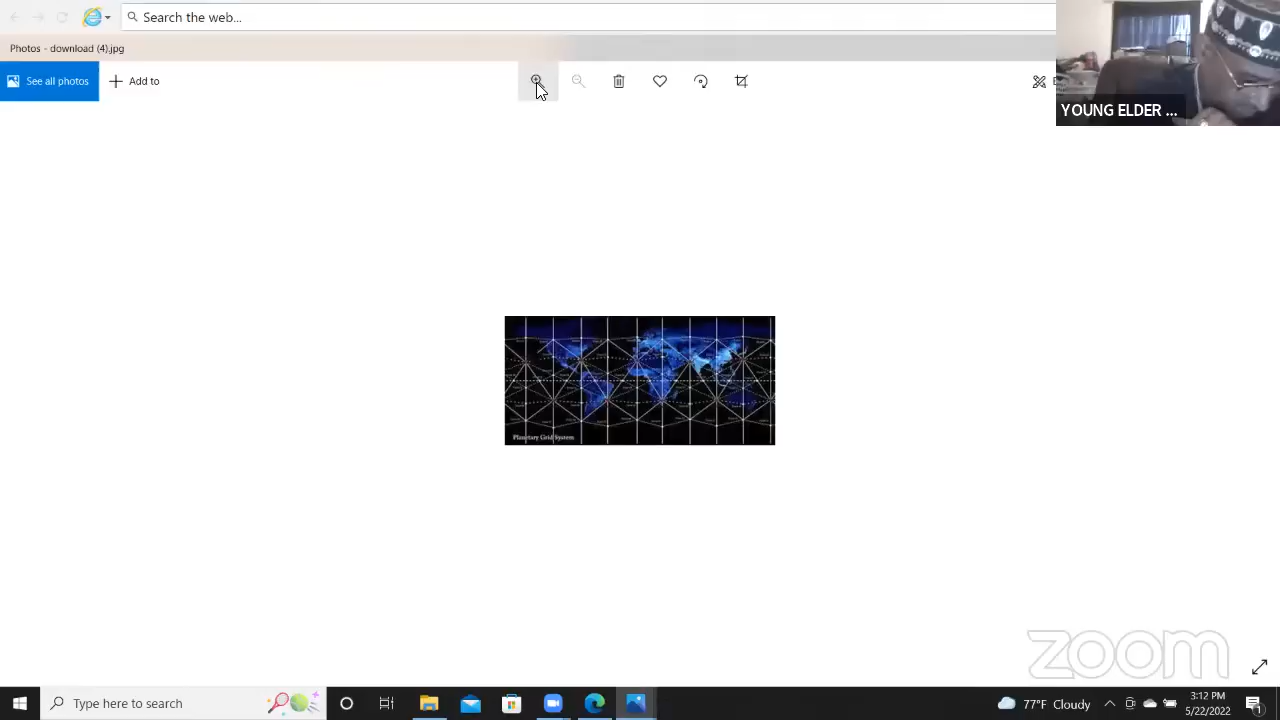 Search the web...
Photos - download (4).jpg
See all photos
Add to
YOUNG ELDER ...
Planetary Grid System
zoom
Type here to search
77°F Cloudy
3:12 PM
5/22/2022
1